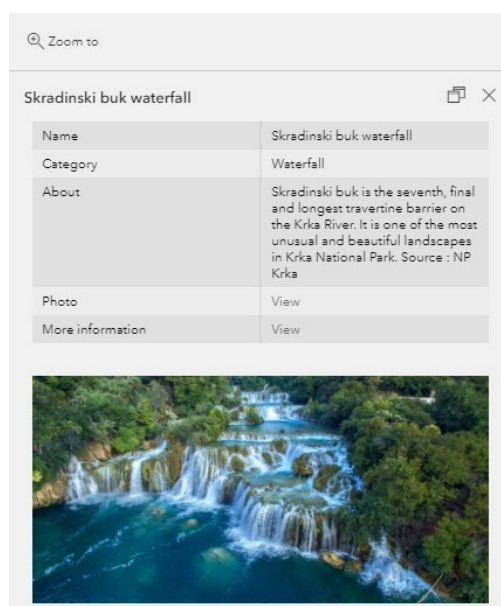 Zoom to
Skradinski buk waterfall
Name Skradinski buk waterfall
Category Waterfall
About Skradinski buk is the seventh, final
and longest travertine barrier on
the Krka River. It is one of the most
unusual and beautiful landscapes
in Krka National Park. Source : NP
Krka
Photo View
More information View